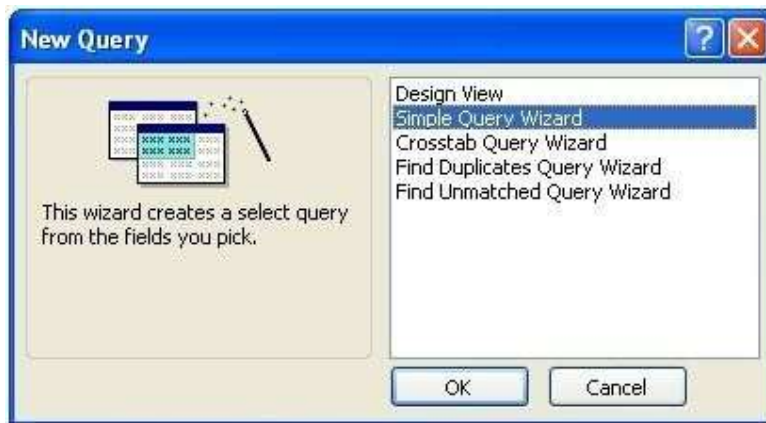 New Query
This wizard creates a select query
from the fields you pick.
Design View
Simple Query Wizard
Crosstab Query Wizard
Find Duplicates Query Wizard
Find Unmatched Query Wizard
OK
Cancel